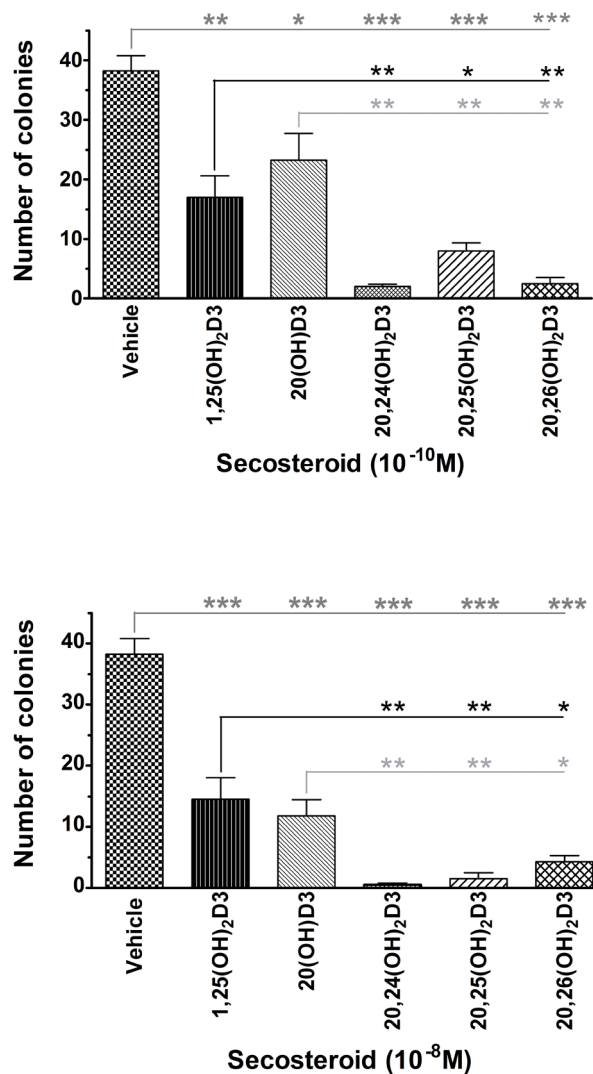 ** * *** *** ***
40
** * **
** ** **
30
20
10
0
Number of colonies
Vehicle
1,25(OH)₂D3
20(OH)D3
20,24(OH)₂D3
20,25(OH)₂D3
20,26(OH)₂D3
Secosteroid (10⁻¹⁰M)
*** *** *** *** ***
40
30
** ** *
20
** ** *
10
0
Number of colonies
Vehicle
1,25(OH)₂D3
20(OH)D3
20,24(OH)₂D3
20,25(OH)₂D3
20,26(OH)₂D3
Secosteroid (10⁻⁸M)